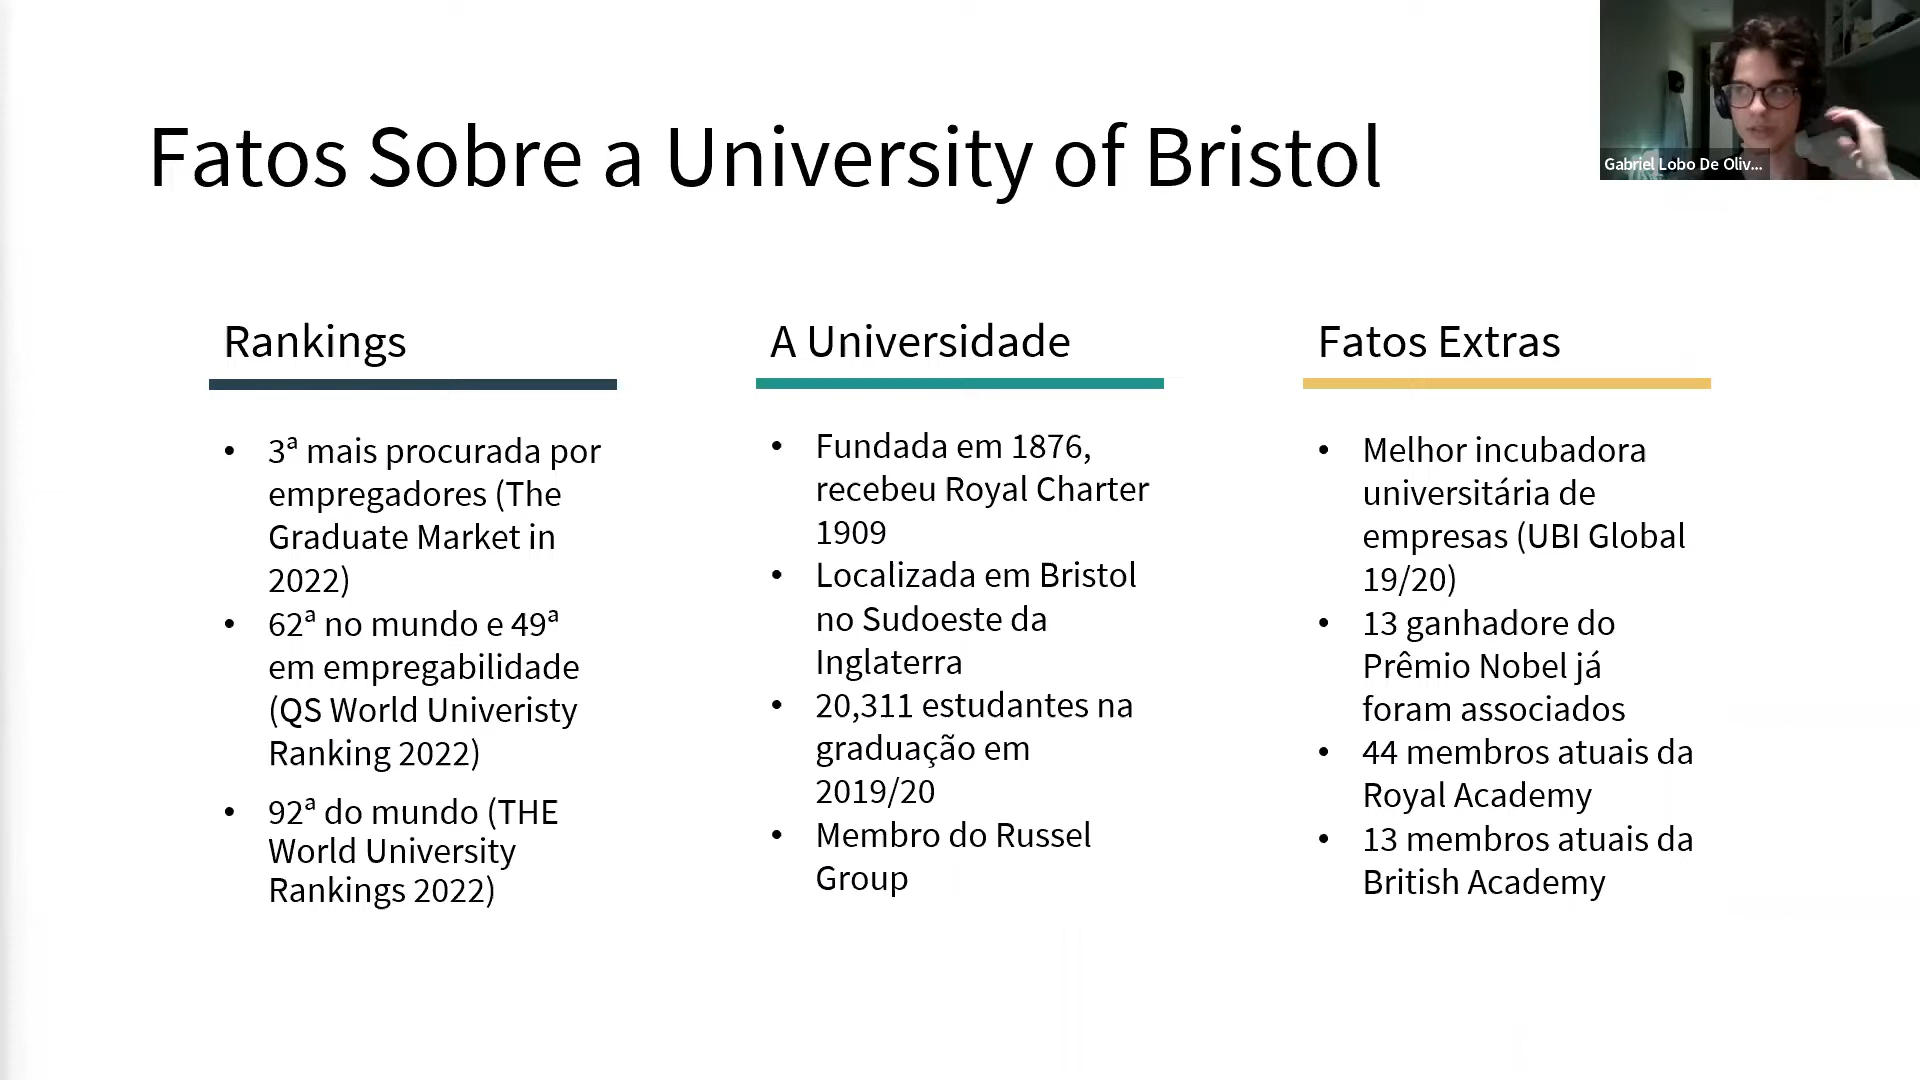 Fatos Sobre a University of Bristol
Gabriel Lobo De Oliv...
Rankings
• 3ª mais procurada por
empregadores (The
Graduate Market in
2022)
• 62ª no mundo e 49ª
em empregabilidade
(QS World Univeristy
Ranking 2022)
• 92ª do mundo (THE
World University
Rankings 2022)
A Universidade
• Fundada em 1876,
recebeu Royal Charter
1909
• Localizada em Bristol
no Sudoeste da
Inglaterra
• 20,311 estudantes na
graduação em
2019/20
• Membro do Russel
Group
Fatos Extras
• Melhor incubadora
universitária de
empresas (UBI Global
19/20)
• 13 ganhadore do
Prêmio Nobel já
foram associados
• 44 membros atuais da
Royal Academy
• 13 membros atuais da
British Academy